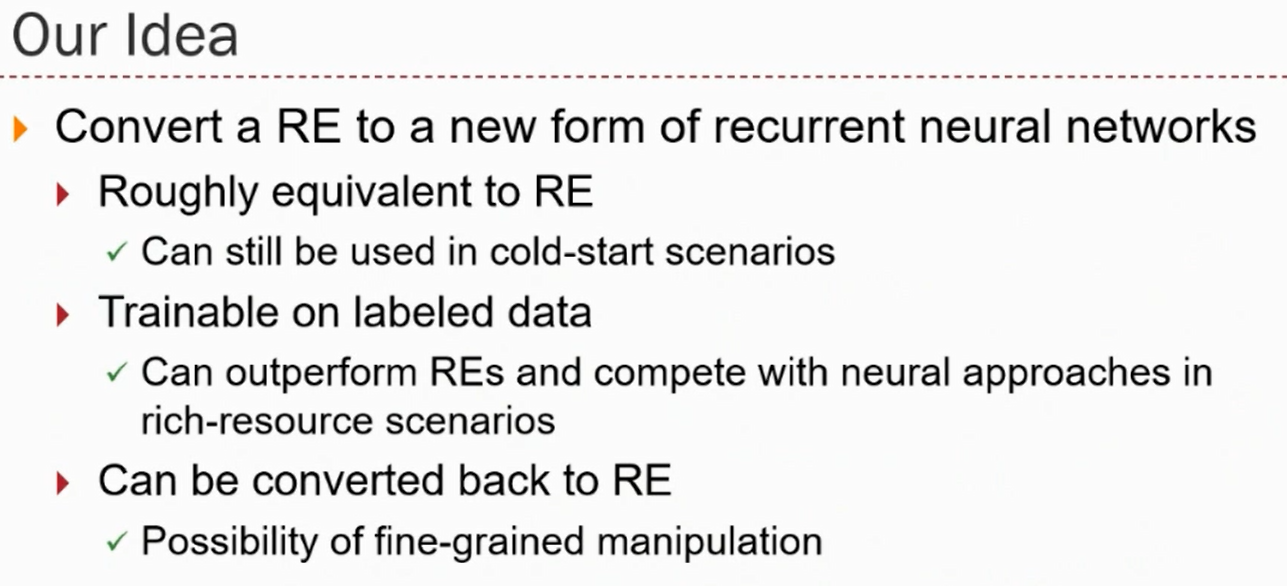 Our Idea
Convert a RE to a new form of recurrent neural networks
Roughly equivalent to RE
Can still be used in cold-start scenarios
Trainable on labeled data
Can outperform REs and compete with neural approaches in
rich-resource scenarios
Can be converted back to RE
Possibility of fine-grained manipulation